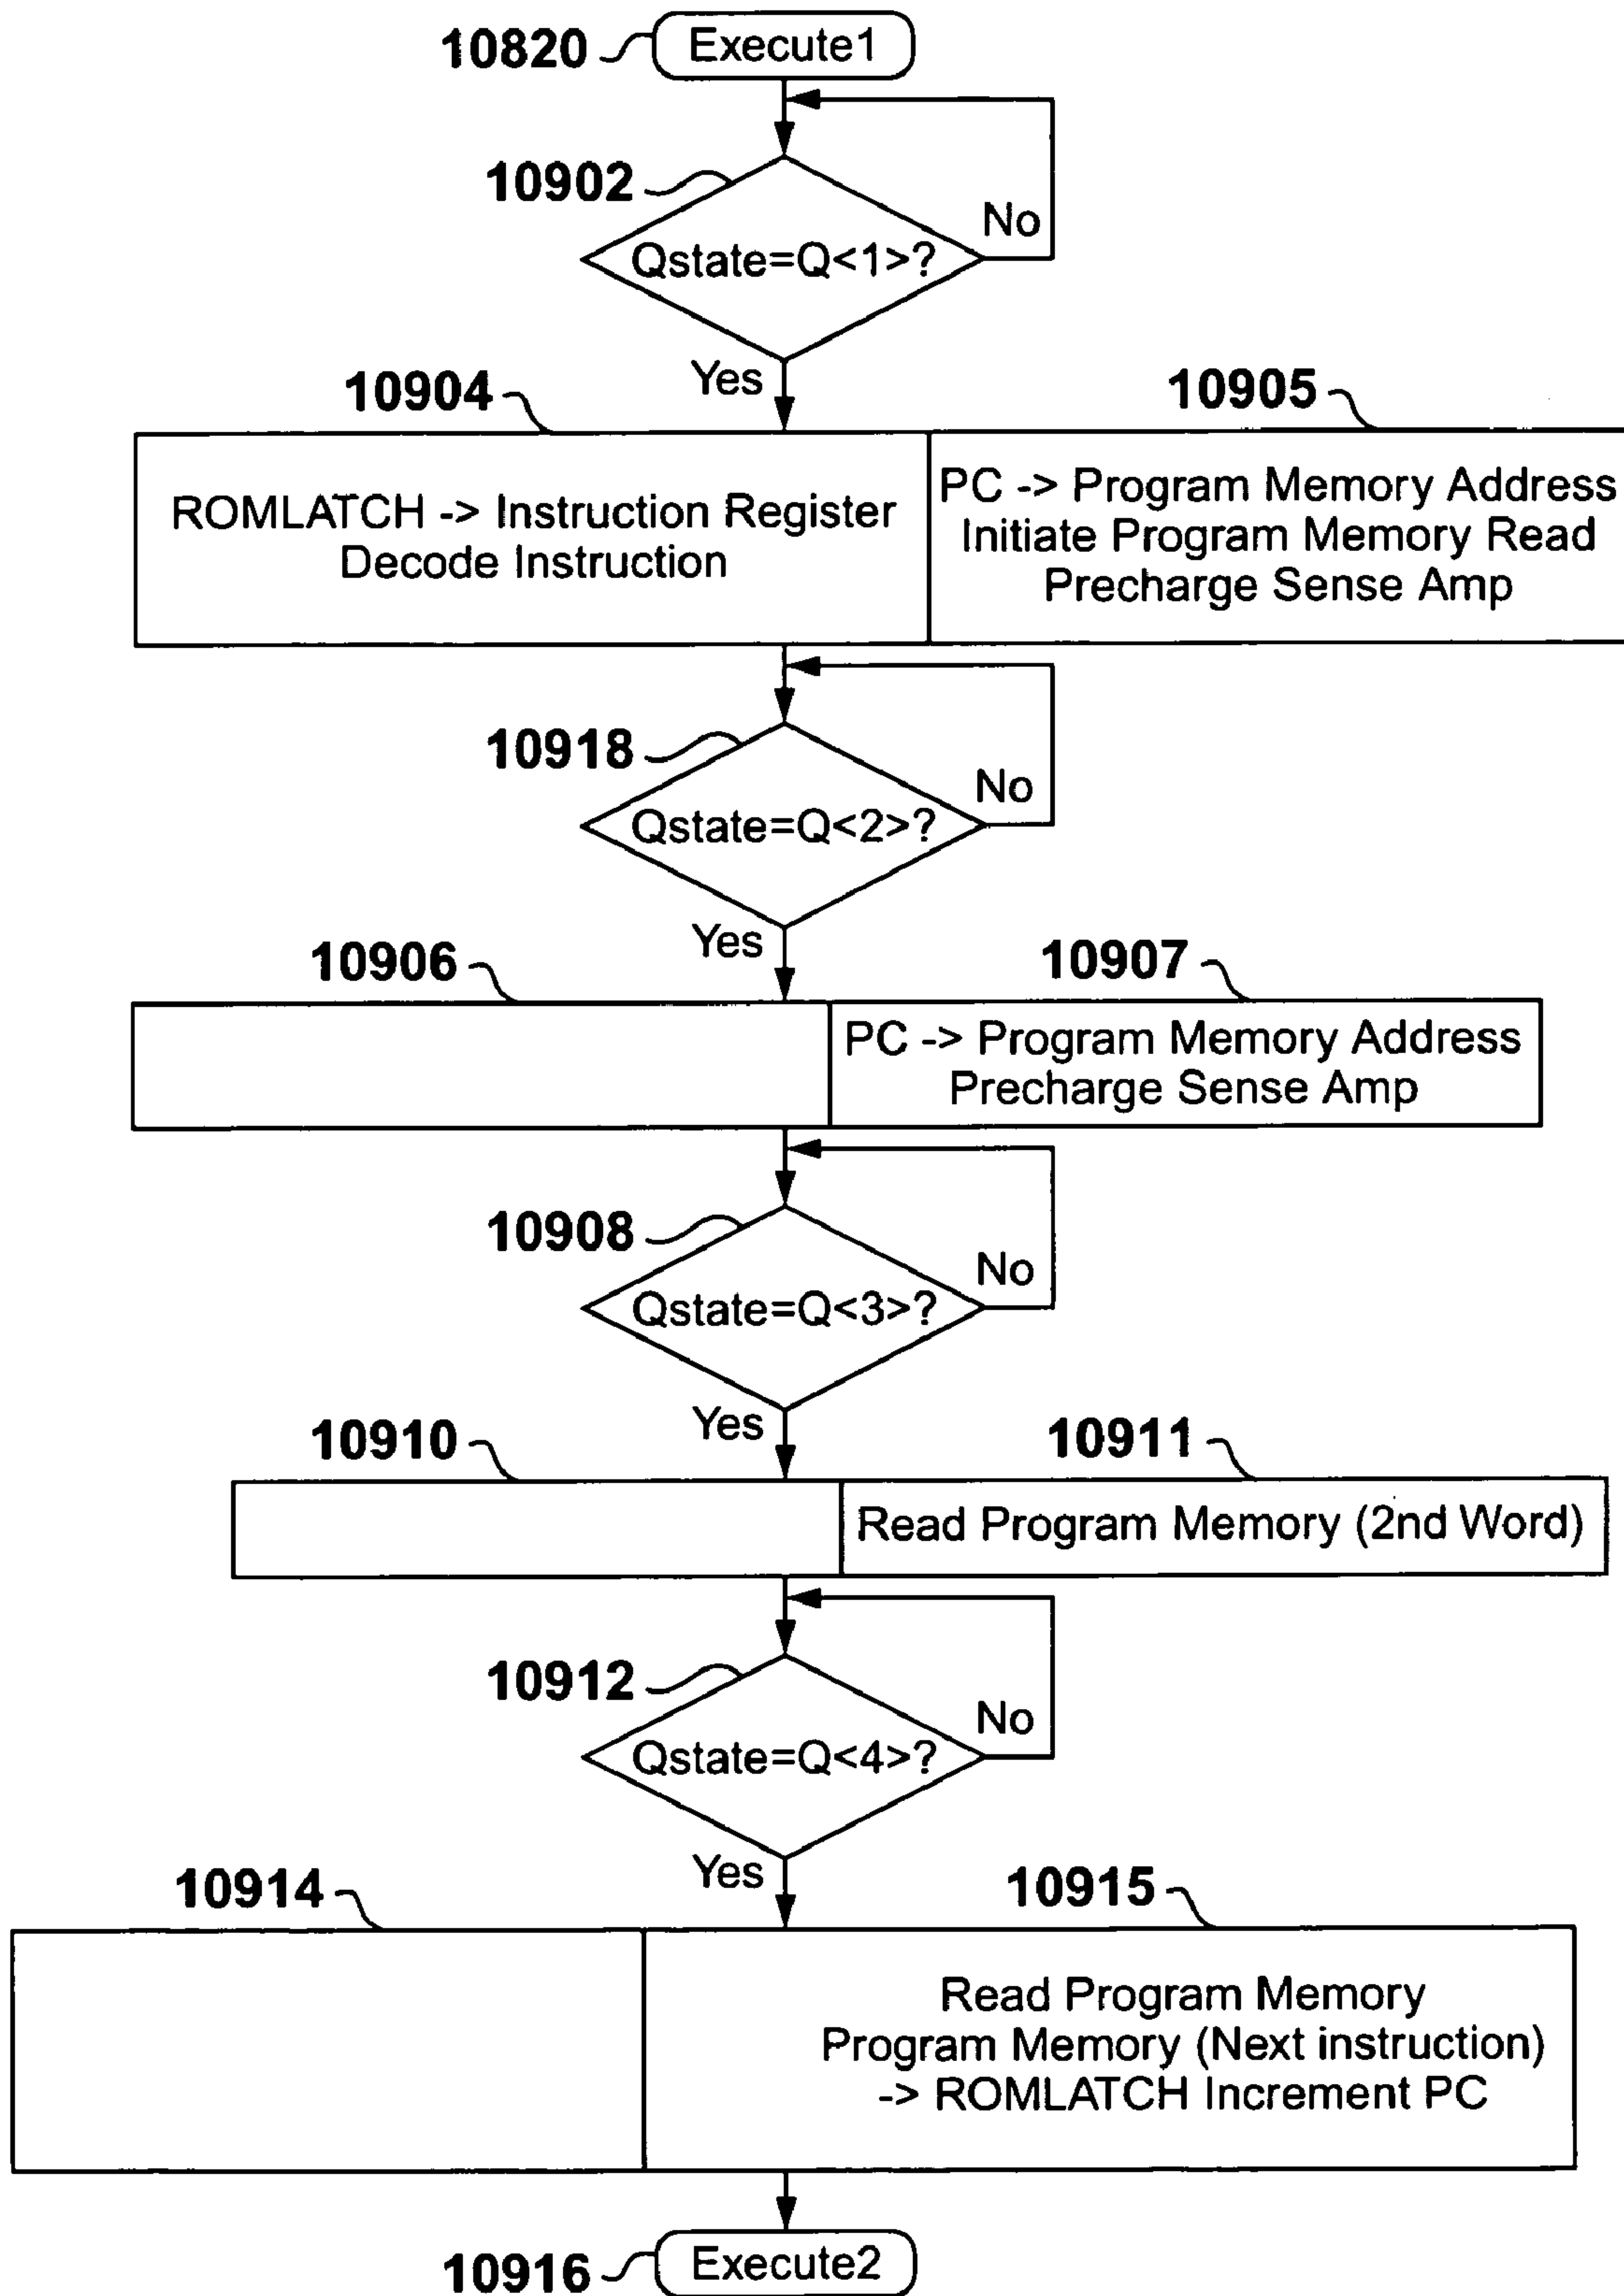 10820
Execute1
10902
No
Qstate=Q<1>?
Yes
10904
10905
ROMLATCH -> Instruction Register
Decode Instruction
PC -> Program Memory Address
Initiate Program Memory Read
Precharge Sense Amp
10918
No
Qstate=Q<2>?
Yes
10906
10907
PC -> Program Memory Address
Precharge Sense Amp
10908
No
Qstate=Q<3>?
Yes
10910
10911
Read Program Memory (2nd Word)
10912
No
Qstate=Q<4>?
Yes
10914
10915
Read Program Memory
Program Memory (Next instruction)
-> ROMLATCH Increment PC
10916
Execute2